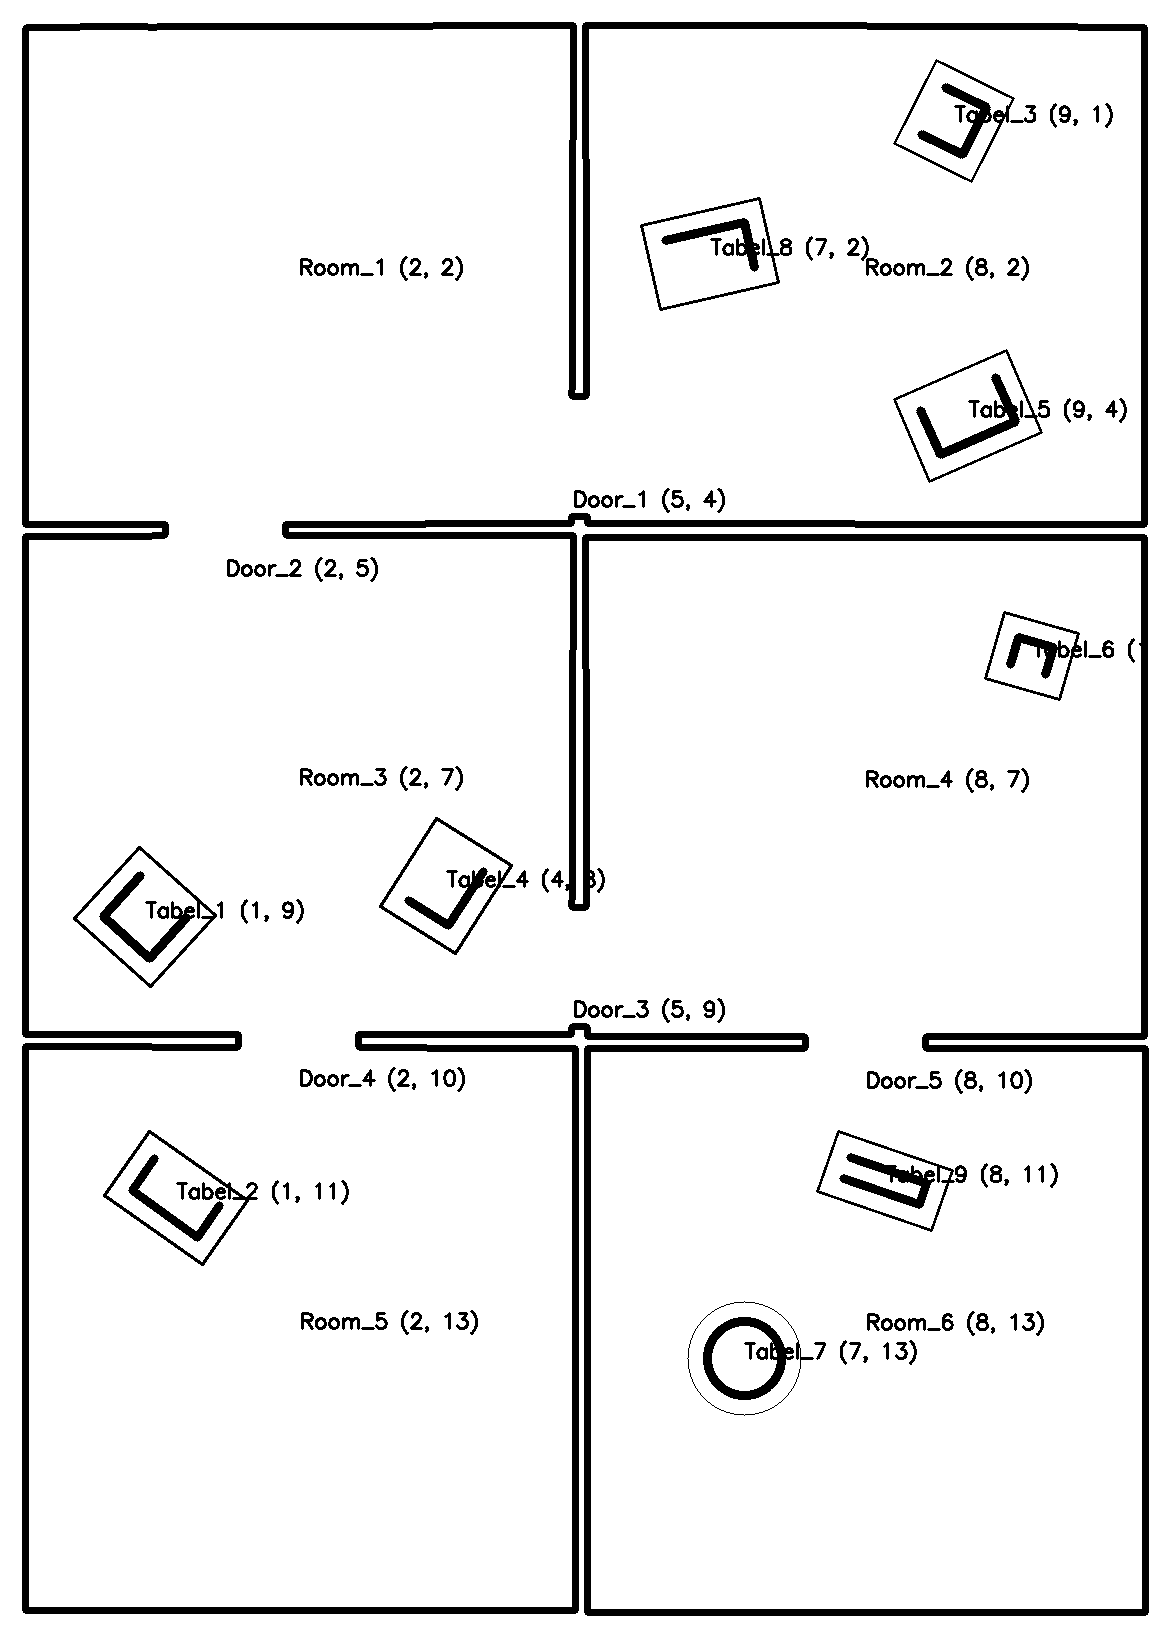 Tabel_3 (9, 1)
Tabel_8 (7, 2)
Room_1 (2, 2)
Room_2 (8, 2)
Tabel_5 (9, 4)
Door_1 (5, 4)
Door_2 (2, 5)
Tabel_6 (
Room_3 (2, 7)
Room_4 (8, 7)
Tabel_4 (4, 8)
Tabel_1 (1, 9)
Door_3 (5, 9)
Door_4 (2, 10)
Door_5 (8, 10)
Tabel_9 (8, 11)
Tabel_2 (1, 11)
Room_5 (2, 13)
Room_6 (8, 13)
Tabel_7 (7, 13)